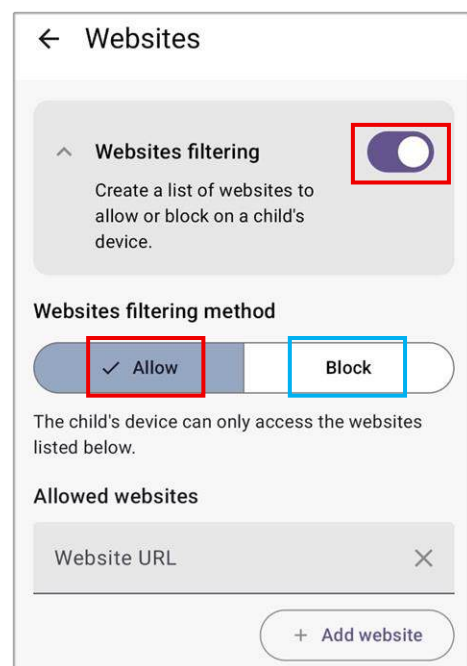 Websites
Websites filtering
Create a list of websites to
allow or block on a child's
device.
Websites filtering method
Allow
Block
The child's device can only access the websites
listed below.
Allowed websites
Website URL
+ Add website